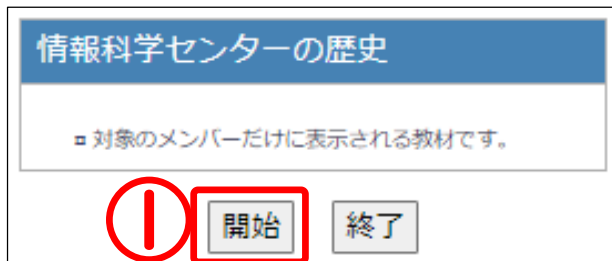 情報科学センターの歴史
対象のメンバーだけに表示される教材です。
① 開始 終了